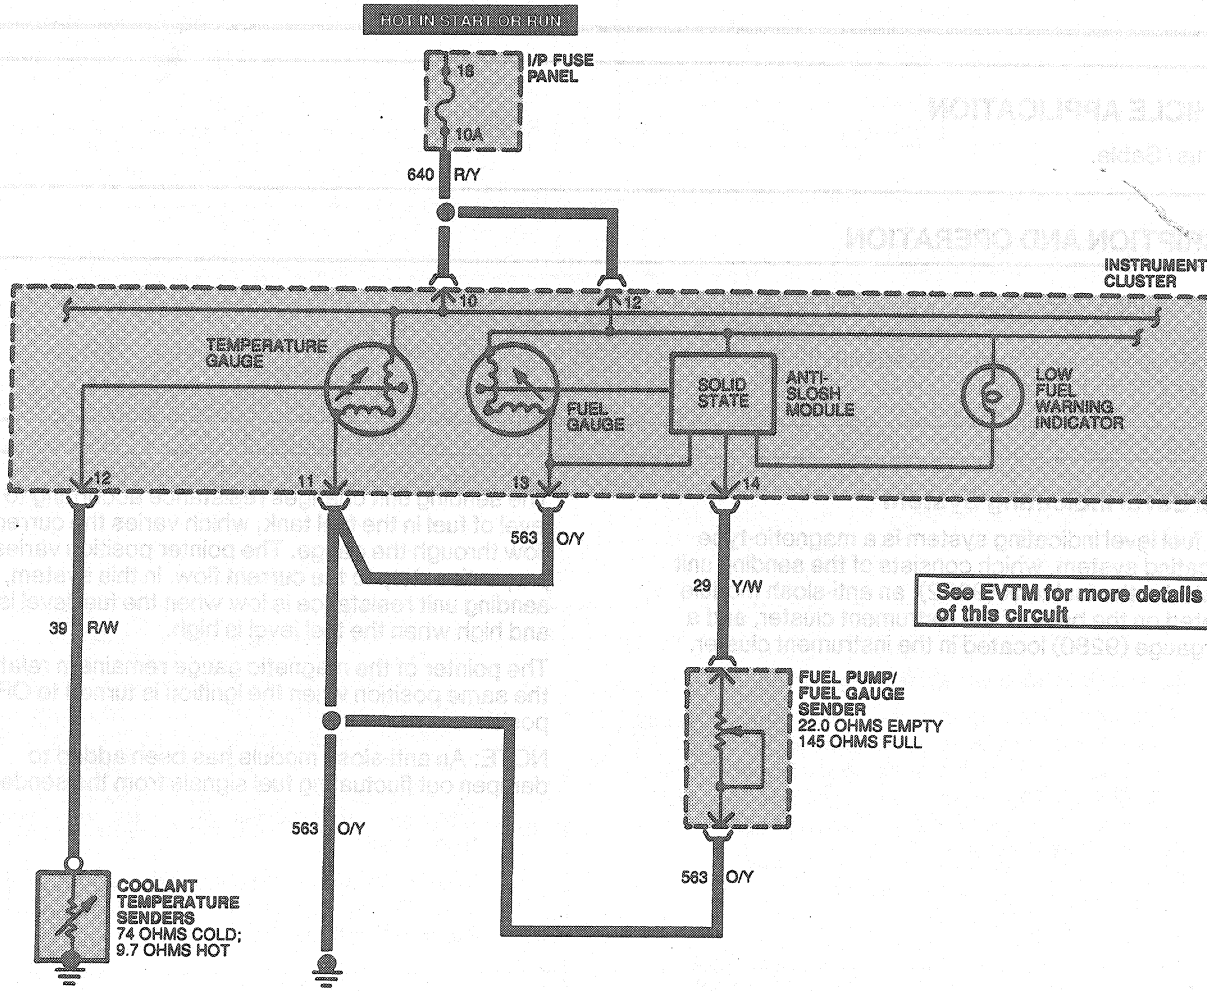 HOT IN START OR RUN
I/P FUSE
PANEL
18
10A
640 R/Y
INSTRUMENT
CLUSTER
10
12
TEMPERATURE
GAUGE
FUEL
GAUGE
SOLID
STATE
ANTI-
SLOSH
MODULE
LOW
FUEL
WARNING
INDICATOR
12
11
13
14
563 O/Y
29 Y/W
See EVTM for more details
of this circuit
39 R/W
FUEL PUMP/
FUEL GAUGE
SENDER
22.0 OHMS EMPTY
145 OHMS FULL
563 O/Y
563 O/Y
COOLANT
TEMPERATURE
SENDERS
74 OHMS COLD;
9.7 OHMS HOT